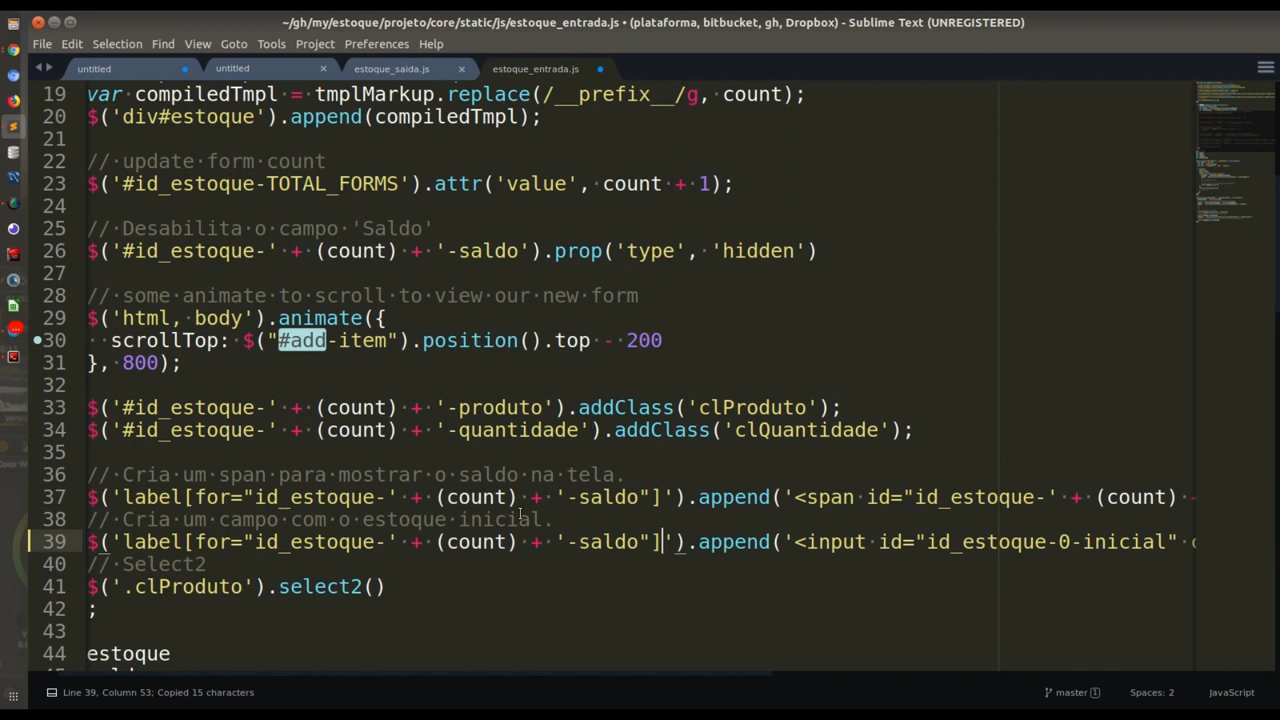 ~/gh/my/estoque/projeto/core/static/js/estoque_entrada.js • (plataforma, bitbucket, gh, Dropbox) - Sublime Text (UNREGISTERED)
File Edit Selection Find View Goto Tools Project Preferences Help
untitled untitled estoque_saida.js estoque_entrada.js
19 var compiledTmpl = tmplMarkup.replace(/__prefix__/g, count);
20 $('div#estoque').append(compiledTmpl);
21
22 // update form count
23 $('#id_estoque-TOTAL_FORMS').attr('value', count + 1);
24
25 // Desabilita o campo 'Saldo'
26 $('#id_estoque-' + (count) + '-saldo').prop('type', 'hidden')
27
28 // some animate to scroll to view our new form
29 $('html, body').animate({
30 scrollTop: $("#add-item").position().top - 200
31 }, 800);
32
33 $('#id_estoque-' + (count) + '-produto').addClass('clProduto');
34 $('#id_estoque-' + (count) + '-quantidade').addClass('clQuantidade');
35
36 // Cria um span para mostrar o saldo na tela.
37 $('label[for="id_estoque-' + (count) + '-saldo"]').append('<span id="id_estoque-' + (count) +
38 // Cria um campo com o estoque inicial.
39 $('label[for="id_estoque-' + (count) + '-saldo"]').append('<input id="id_estoque-0-inicial"
40 // Select2
41 $('.clProduto').select2()
42 ;
43
44 estoque
Line 39, Column 53; Copied 15 characters master 1 Spaces: 2 JavaScript